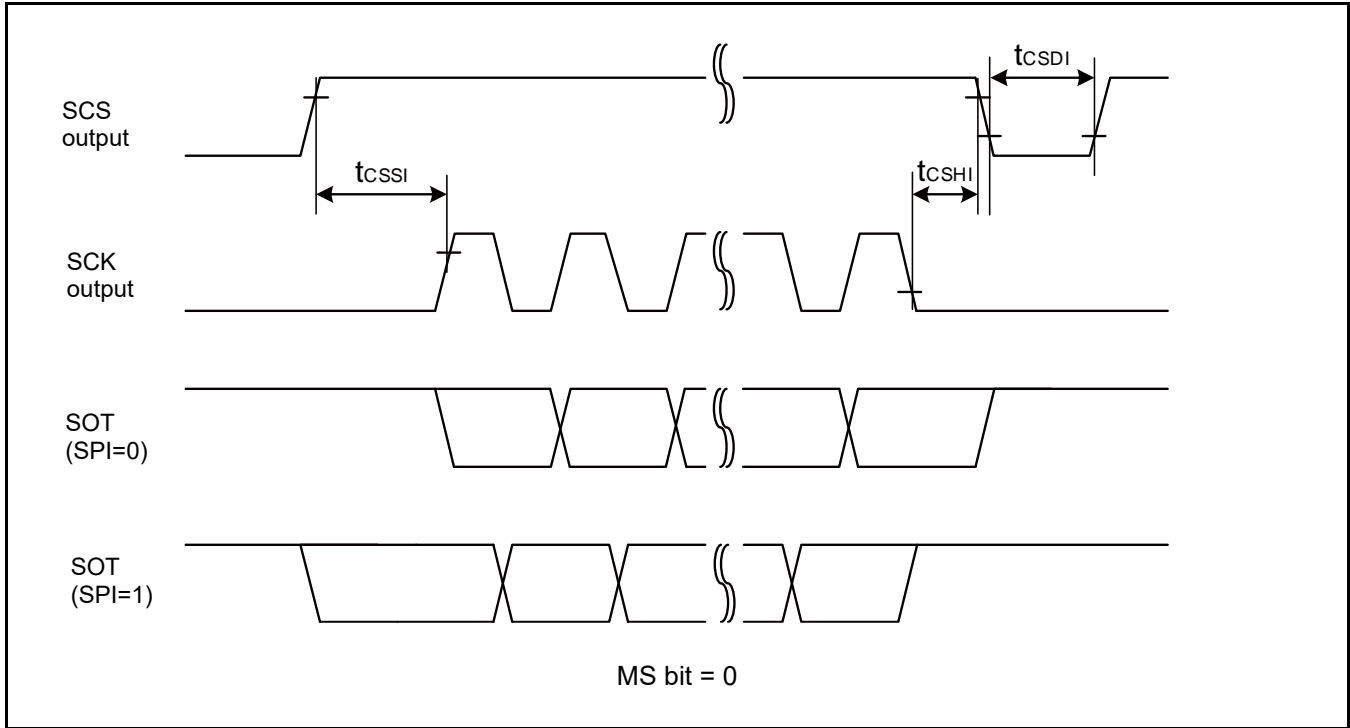 tCSDI
SCS
output
tCSSI
tCSHI
SCK
output
SOT
(SPI=0)
SOT
(SPI=1)
MS bit = 0